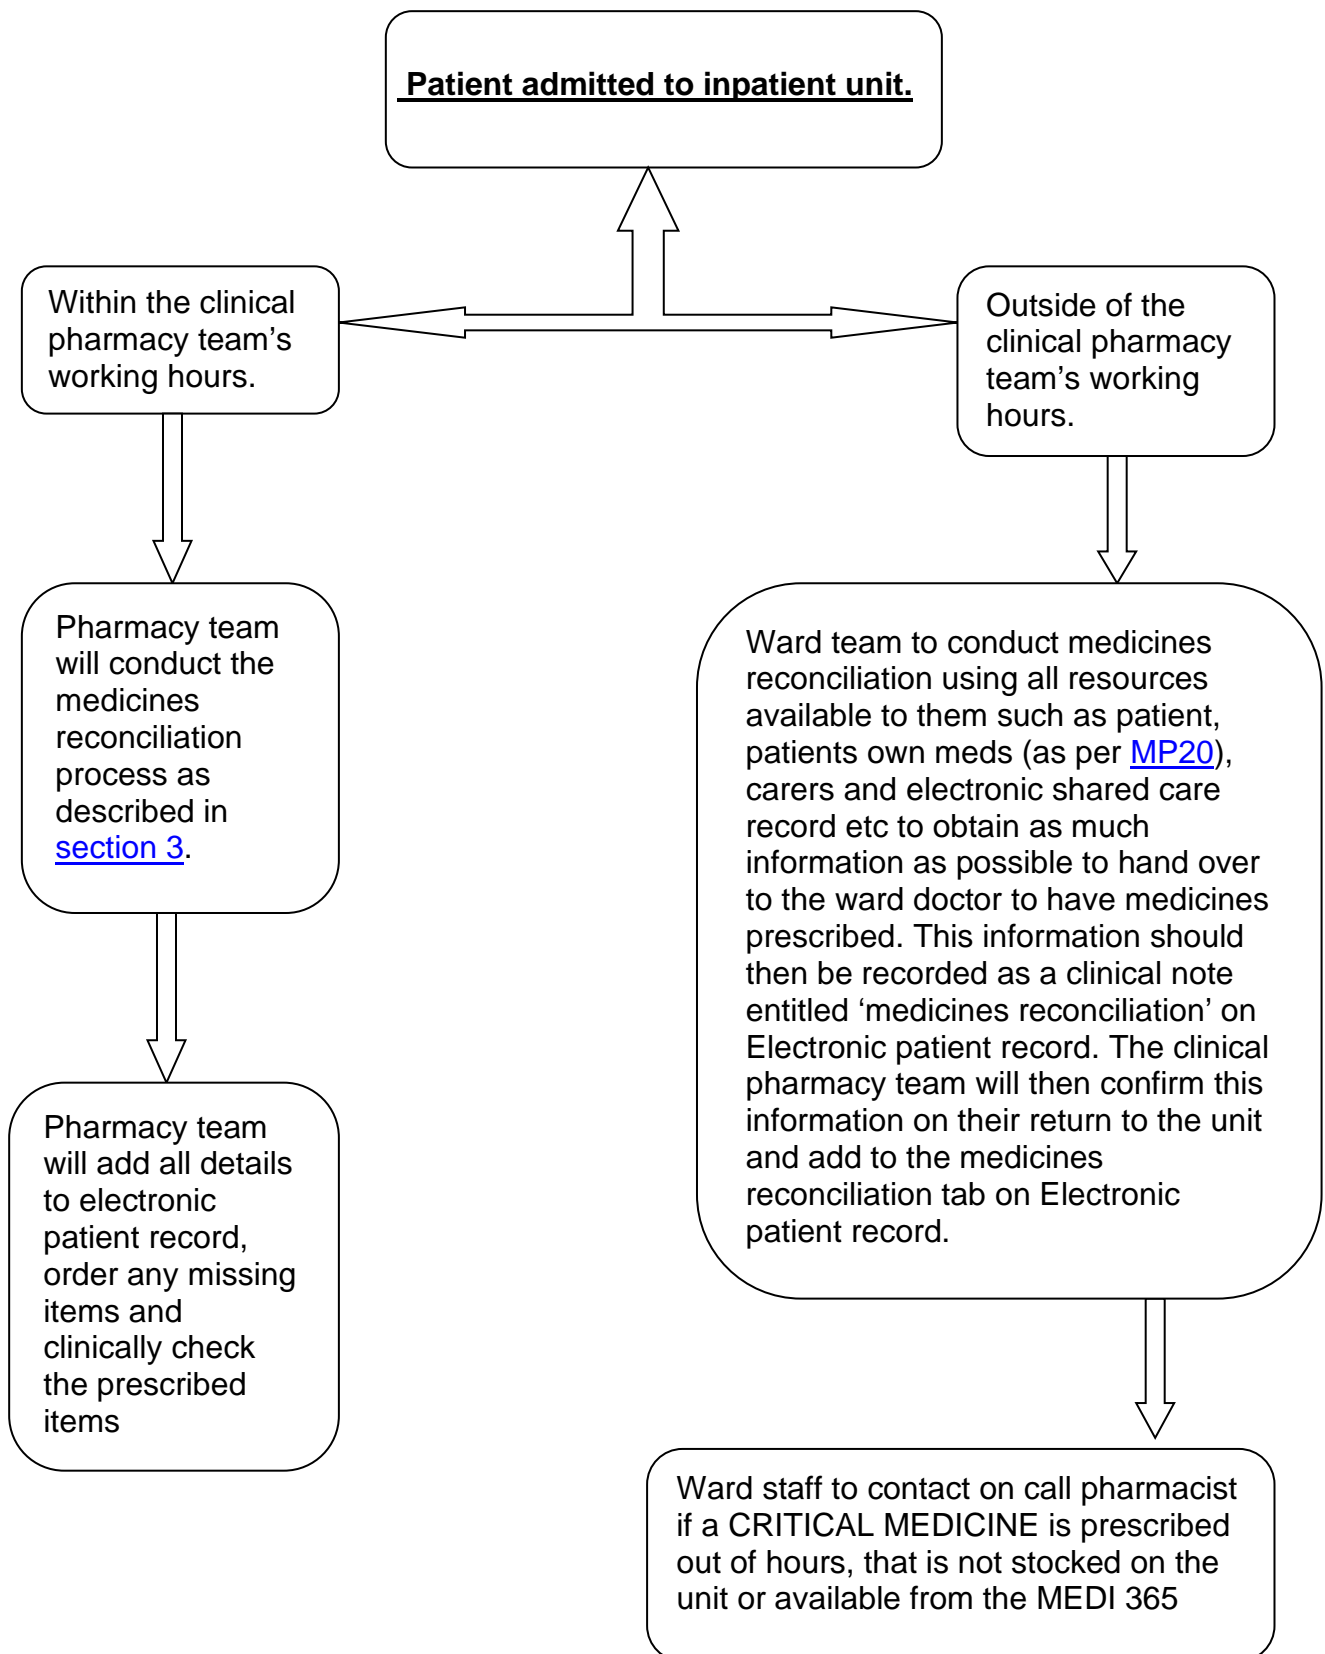 Patient admitted to inpatient unit.
Within the clinical
pharmacy team’s
working hours.
Outside of the
clinical pharmacy
team’s working
hours.
Pharmacy team
will conduct the
medicines
reconciliation
process as
described in
section 3.
Ward team to conduct medicines
reconciliation using all resources
available to them such as patient,
patients own meds (as per MP20),
carers and electronic shared care
record etc to obtain as much
information as possible to hand over
to the ward doctor to have medicines
prescribed. This information should
then be recorded as a clinical note
entitled ‘medicines reconciliation’ on
Electronic patient record. The clinical
pharmacy team will then confirm this
information on their return to the unit
and add to the medicines
reconciliation tab on Electronic
patient record.
Pharmacy team
will add all details
to electronic
patient record,
order any missing
items and
clinically check
the prescribed
items
Ward staff to contact on call pharmacist
if a CRITICAL MEDICINE is prescribed
out of hours, that is not stocked on the
unit or available from the MEDI 365